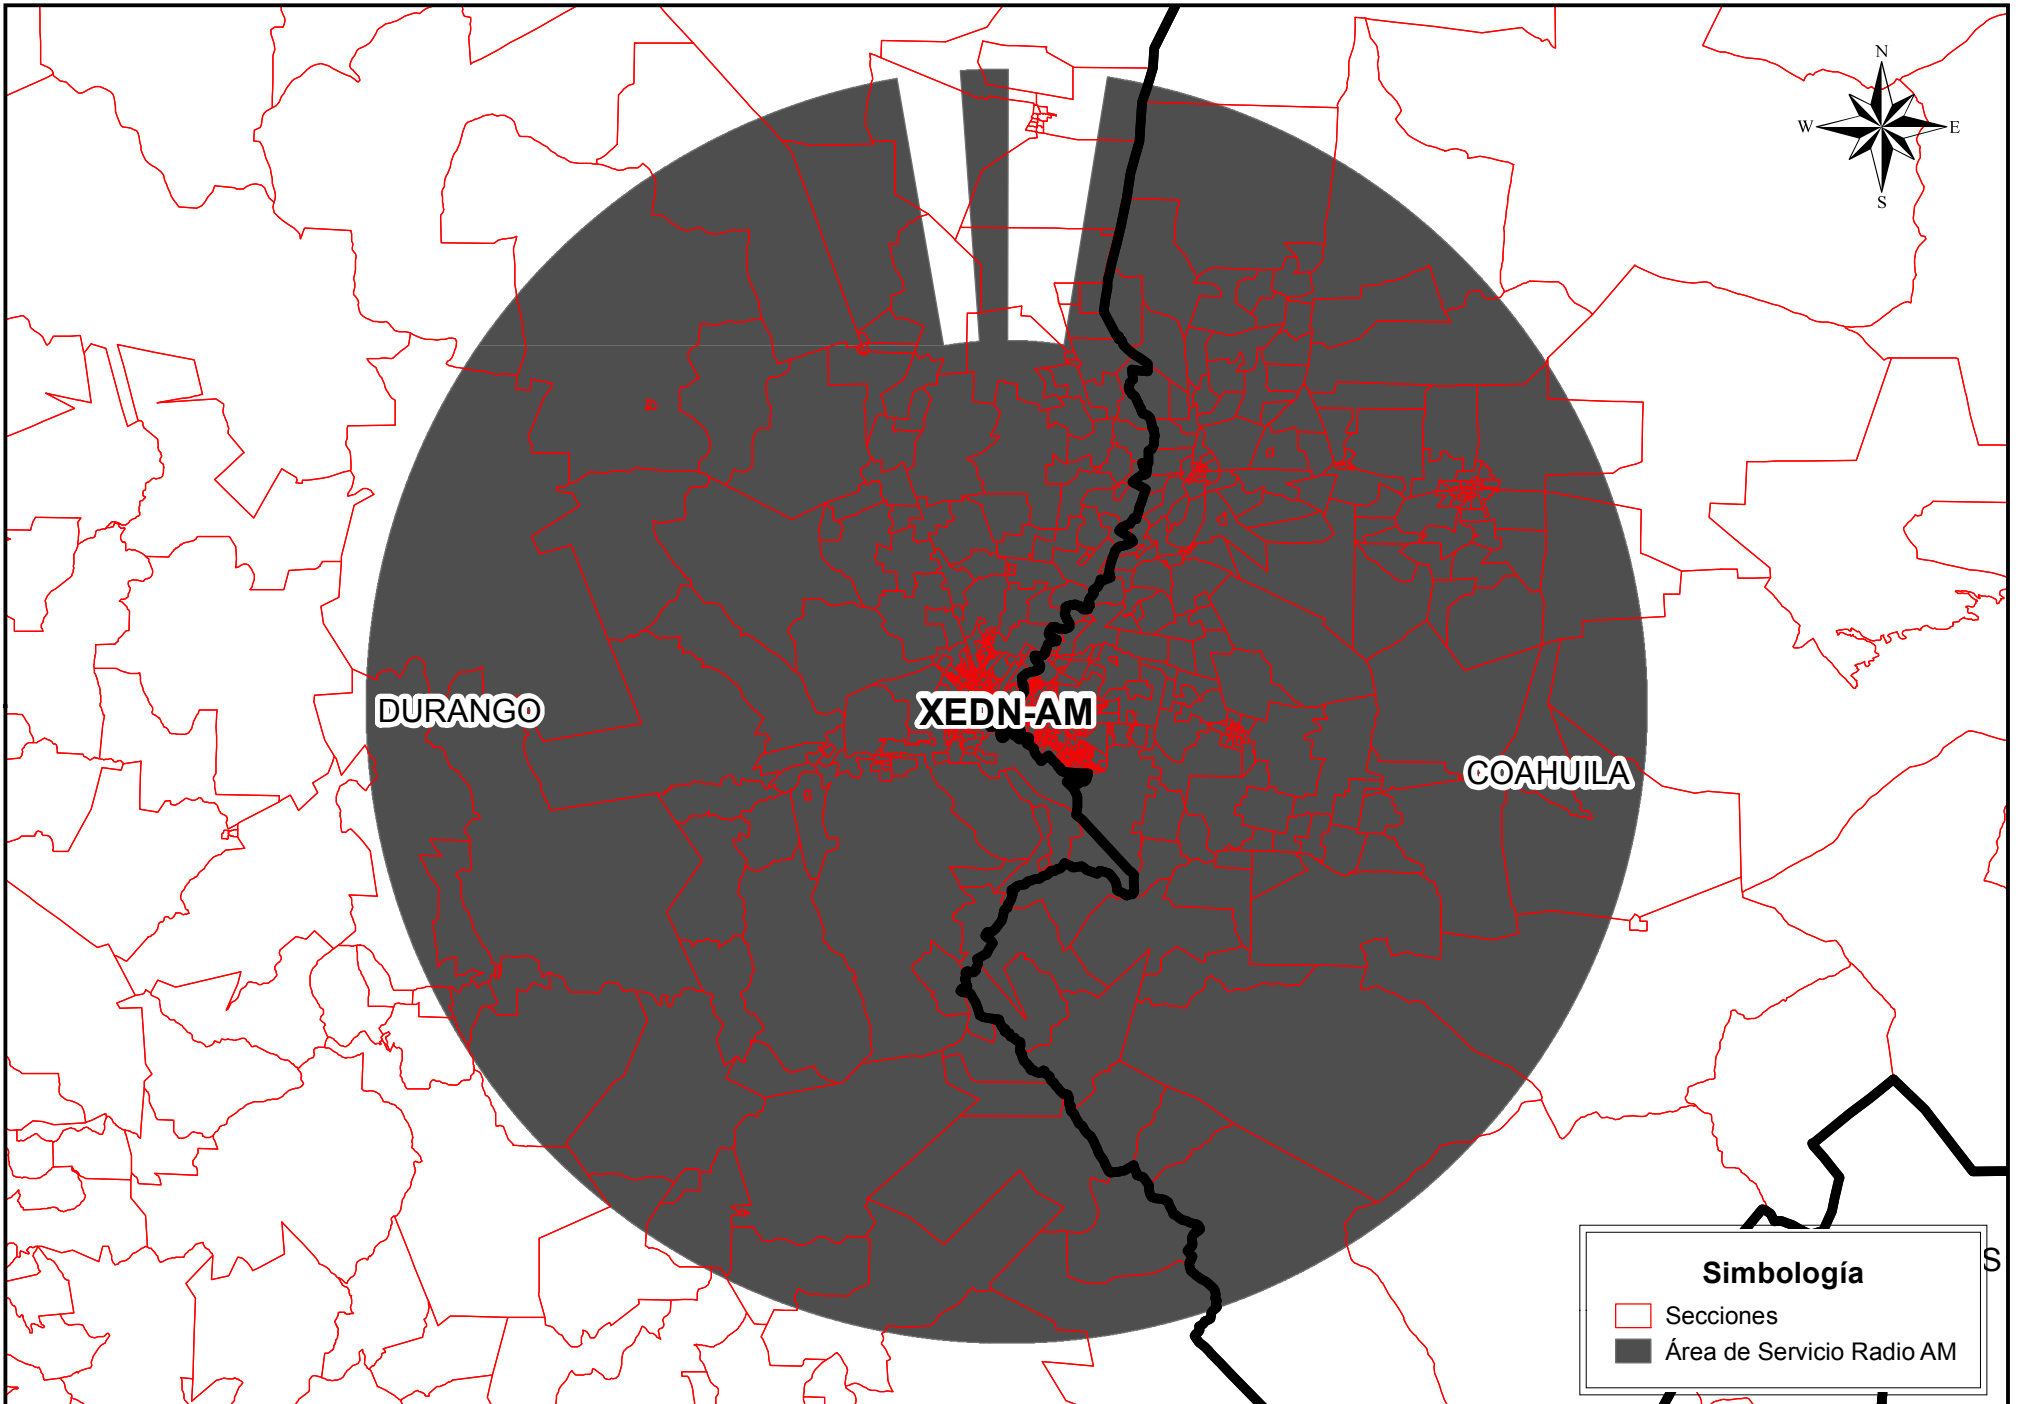 N
W
E
S
DURANGO
XEDN-AM
COAHUILA
S
Simbología
Secciones
Área de Servicio Radio AM